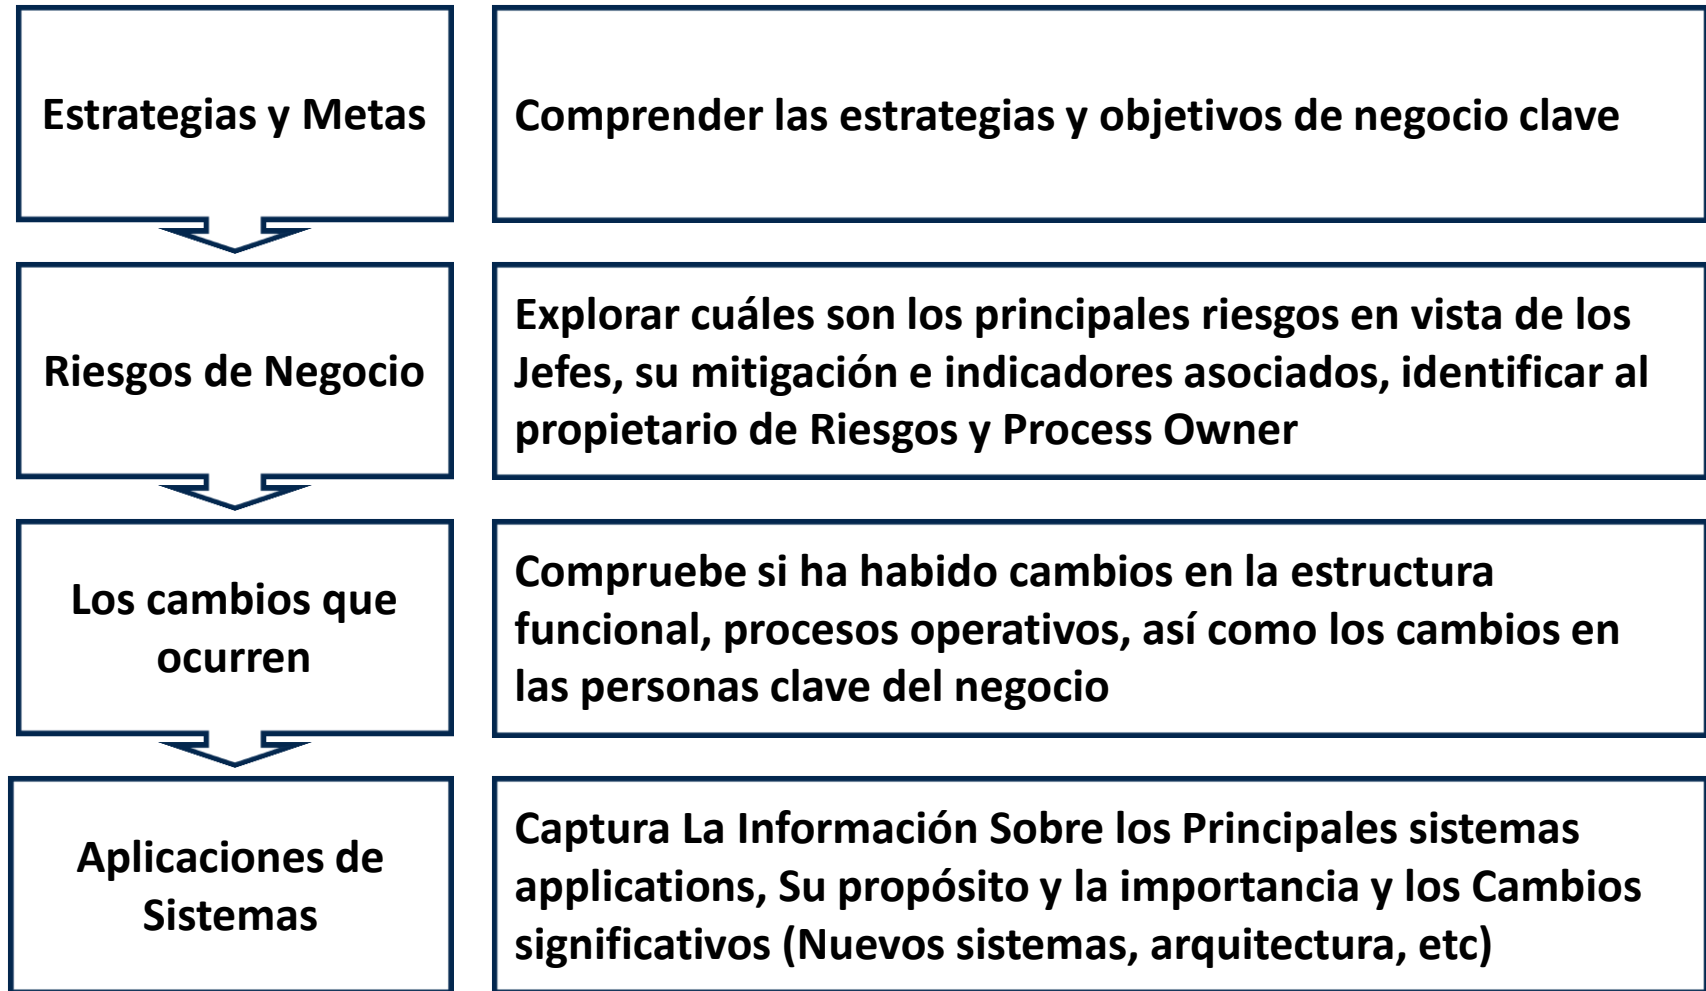 Estrategias y Metas
Comprender las estrategias y objetivos de negocio clave
Riesgos de Negocio
Explorar cuáles son los principales riesgos en vista de los
Jefes, su mitigación e indicadores asociados, identificar al
propietario de Riesgos y Process Owner
Los cambios que
ocurren
Compruebe si ha habido cambios en la estructura
funcional, procesos operativos, así como los cambios en
las personas clave del negocio
Aplicaciones de
Sistemas
Captura La Información Sobre los Principales sistemas
applications, Su propósito y la importancia y los Cambios
significativos (Nuevos sistemas, arquitectura, etc)